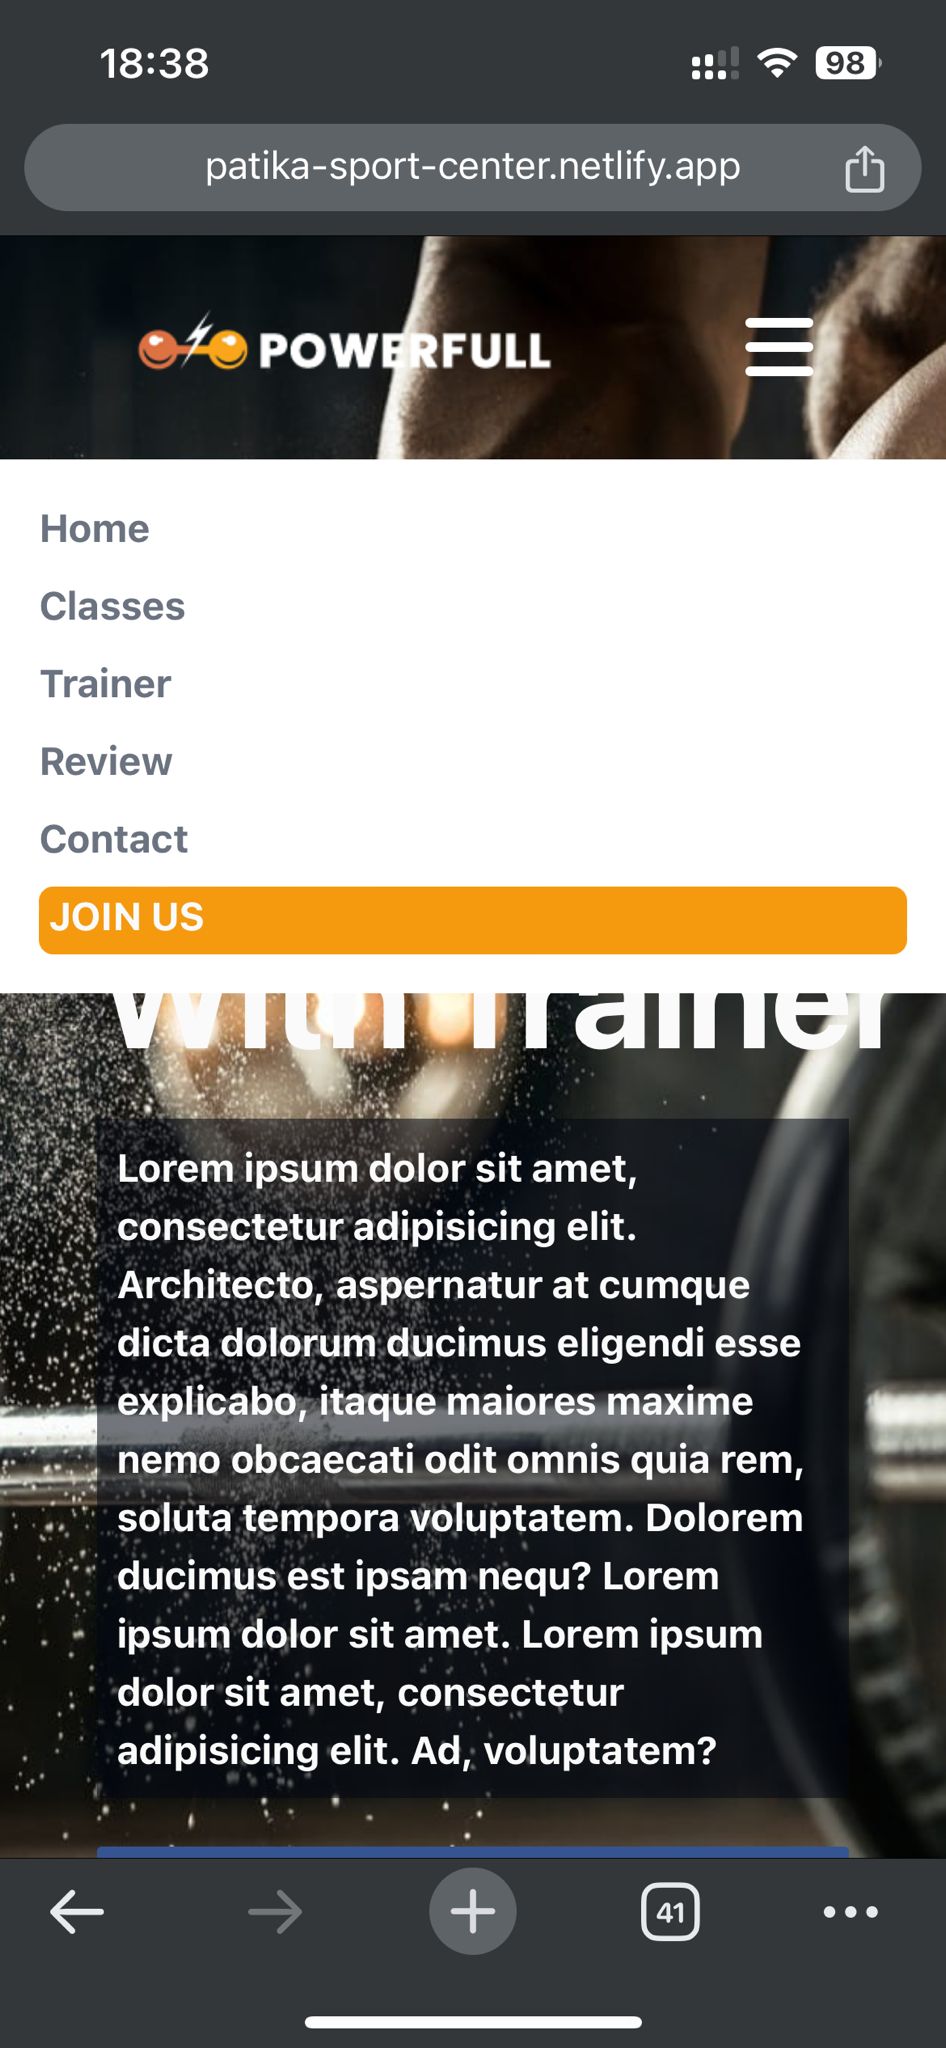 18:38
98
patika-sport-center.netlify.app
POWERFULL
Home
Classes
Trainer
Review
Contact
JOIN US
With Trainer
Lorem ipsum dolor sit amet,
consectetur adipisicing elit.
Architecto, aspernatur at cumque
dicta dolorum ducimus eligendi esse
explicabo, itaque maiores maxime
nemo obcaecati odit omnis quia rem,
soluta tempora voluptatem. Dolorem
ducimus est ipsam nequ? Lorem
ipsum dolor sit amet. Lorem ipsum
dolor sit amet, consectetur
adipisicing elit. Ad, voluptatem?
41